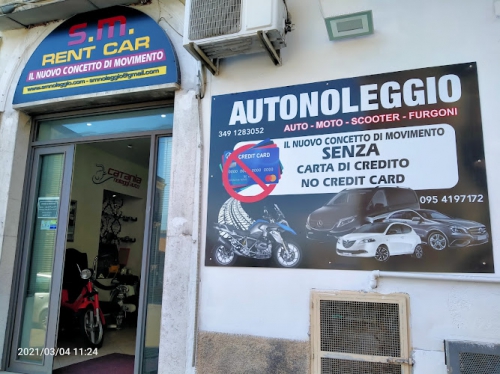 S.M.
RENT CAR
IL NUOVO CONCETTO DI MOVIMENTO
www.smnoleggio.com - smnoleggio@gmail.com
AUTONOLEGGIO
349 1283052
AUTO - MOTO - SCOOTER - FURGONI
IL NUOVO CONCETTO DI MOVIMENTO
SENZA
CARTA DI CREDITO
NO CREDIT CARD
CREDIT CARD
095 4197172
catania
2021/03/04 11:24